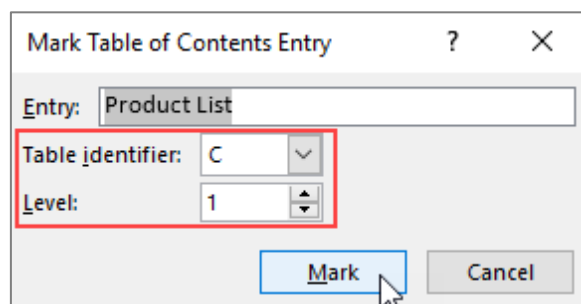 Mark Table of Contents Entry ?
Entry: Product List
Table identifier: C
Level: 1
Mark Cancel